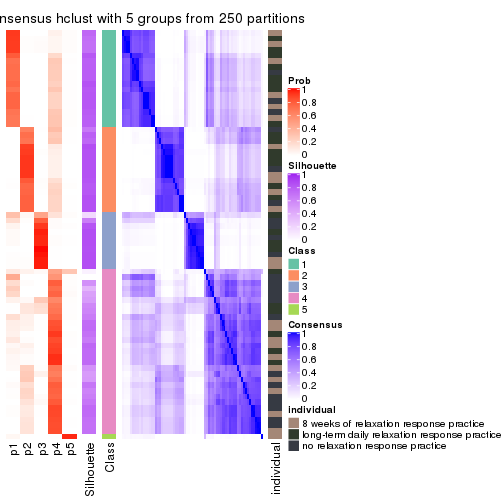 nsensus hclust with 5 groups from 250 partitions
Prob
1
0.8
0.6
0.4
0.2
0
Silhouette
1
0.8
0.6
0.4
0.2
0
Class
1
2
3
4
5
Consensus
1
0.8
0.6
0.4
0.2
0
individual
8 weeks of relaxation response practice
long-term daily relaxation response practice
no relaxation response practice
p1
p2
p3
p4
p5
Silhouette
Class
individual